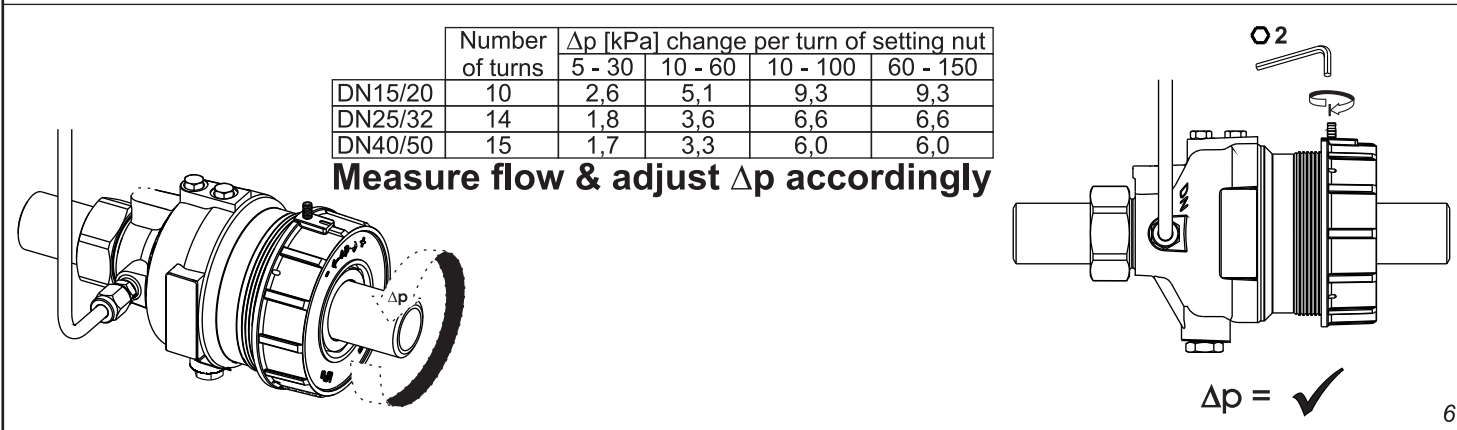 Number of turns Δp [kPa] change per turn of setting nut
5 - 30 10 - 60 10 - 100 60 - 150
DN15/20 10 2,6 5,1 9,3 9,3
DN25/32 14 1,8 3,6 6,6 6,6
DN40/50 15 1,7 3,3 6,0 6,0
Measure flow & adjust Δp accordingly
Δp
2
DN
Δp =
6